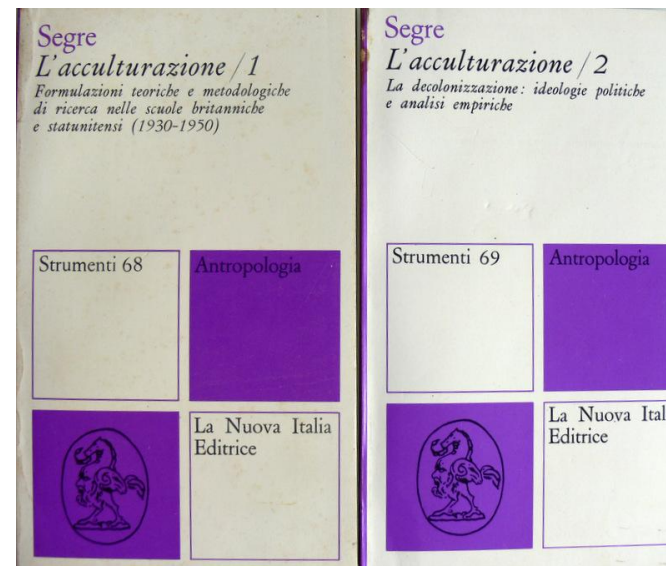 Segre
L'acculturazione / 1
Formulazioni teoriche e metodologiche
di ricerca nelle scuole britanniche
e statunitensi (1930-1950)
Strumenti 68
Antropologia
La Nuova Italia
Editrice
Segre
L'acculturazione / 2
La decolonizzazione: ideologie politiche
e analisi empiriche
Strumenti 69
Antropologia
La Nuova Ital
Editrice